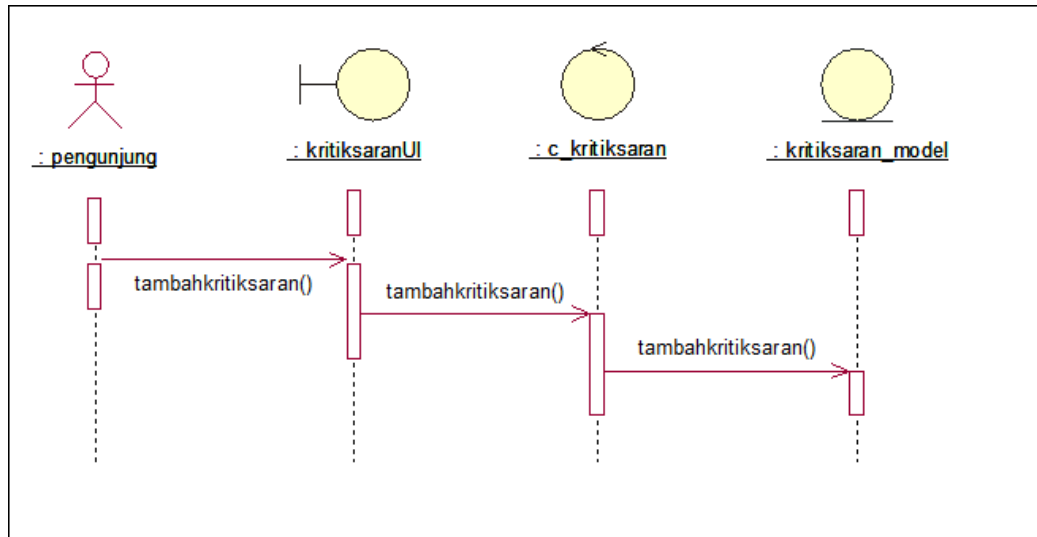 : pengunjung
: kritiksaranUI
: c_kritiksaran
: kritiksaran_model
tambahkritiksaran()
tambahkritiksaran()
tambahkritiksaran()